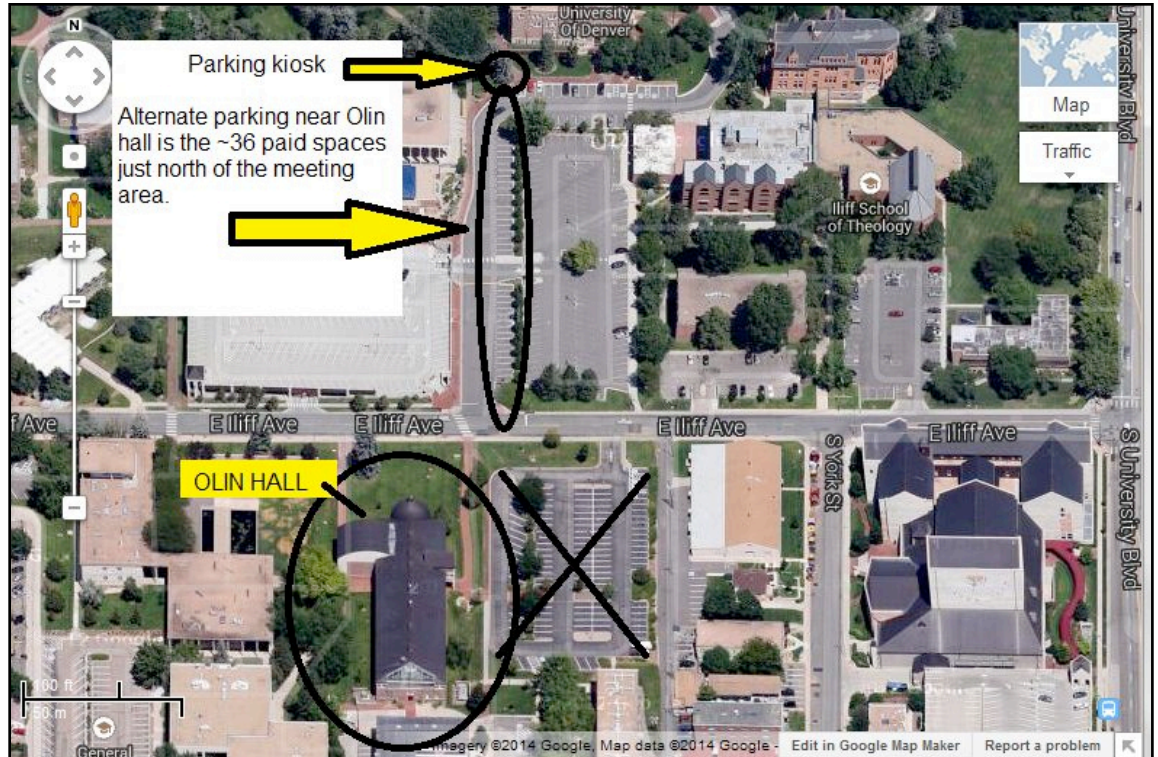 University
Of Denver
N
Parking kiosk
Alternate parking near Olin
hall is the ~36 paid spaces
just north of the meeting
area.
Map
Traffic
S University Blvd
Iliff School
of Theology
Iliff Ave
E Iliff Ave
E Iliff Ave
E Iliff Ave
E Iliff Ave
S York St
S University Blvd
OLIN HALL
100 ft
50 m
General
Imagery ©2014 Google, Map data ©2014 Google -
Edit in Google Map Maker
Report a problem